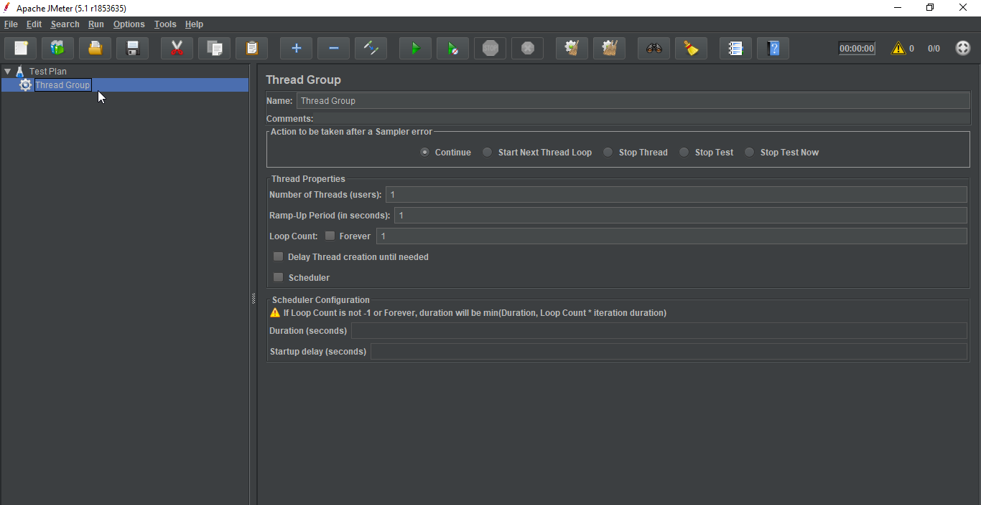 Apache JMeter (5.1 r1853635)
File Edit Search Run Options Tools Help
00:00:00 0 0/0
Test Plan
Thread Group
Thread Group
Name: Thread Group
Comments:
Action to be taken after a Sampler error
Continue Start Next Thread Loop Stop Thread Stop Test Stop Test Now
Thread Properties
Number of Threads (users): 1
Ramp-Up Period (in seconds): 1
Loop Count: Forever 1
Delay Thread creation until needed
Scheduler
Scheduler Configuration
If Loop Count is not -1 or Forever, duration will be min(Duration, Loop Count * iteration duration)
Duration (seconds)
Startup delay (seconds)